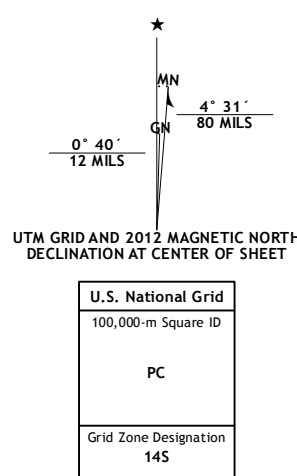 ★
MN
GN
4° 31´
80 MILS
0° 40´
12 MILS
UTM GRID AND 2012 MAGNETIC NORTH
DECLINATION AT CENTER OF SHEET
U.S. National Grid
100,000-m Square ID
PC
Grid Zone Designation
14S